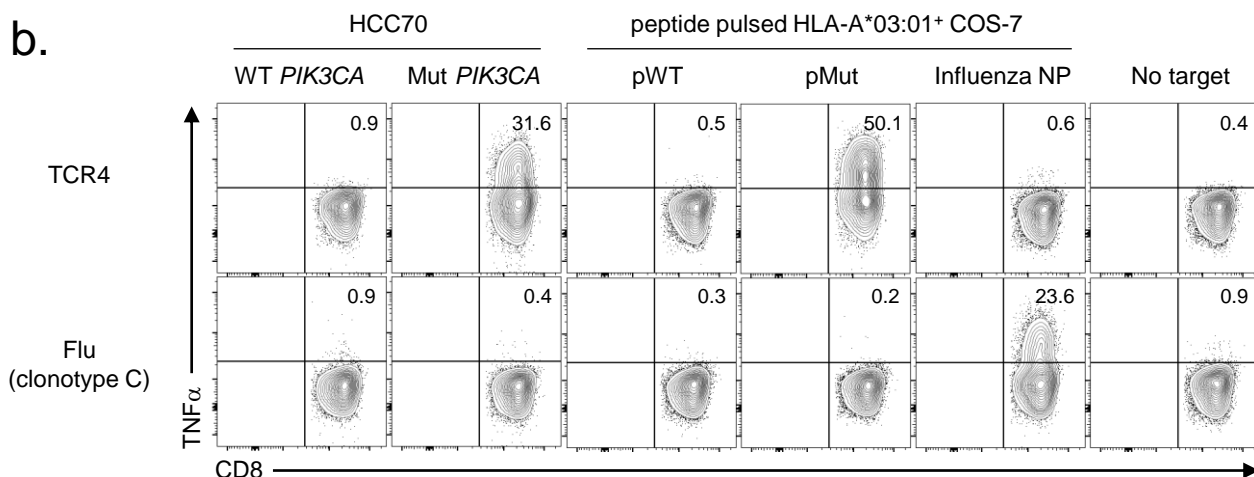 b.
HCC70
peptide pulsed HLA-A*03:01+ COS-7
WT PIK3CA
Mut PIK3CA
pWT
pMut
Influenza NP
No target
TCR4
0.9
31.6
0.5
50.1
0.6
0.4
Flu
(clonotype C)
0.9
0.4
0.3
0.2
23.6
0.9
TNFα
CD8